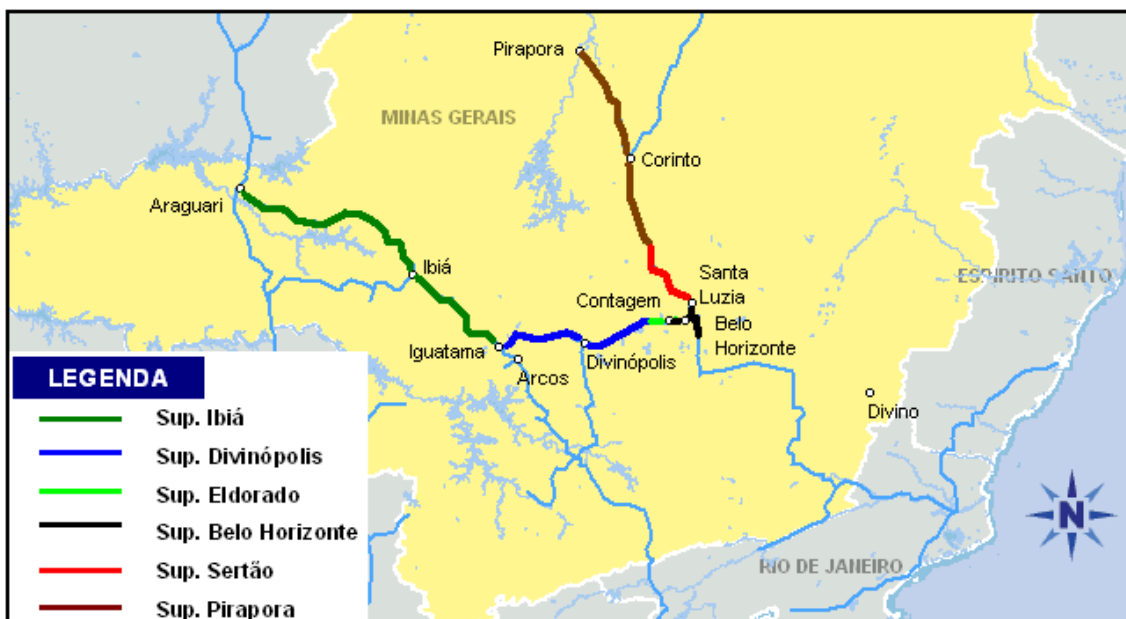 Pirapora
MINAS GERAIS
Corinto
Araguari
Ibiá
Santa
Luzia
ESPIRITO SANTO
Contagem
Belo
Horizonte
Iguatama
Divinópolis
Arcos
Divino
LEGENDA
Sup. Ibiá
Sup. Divinópolis
Sup. Eldorado
Sup. Belo Horizonte
Sup. Sertão
Sup. Pirapora
N
RIO DE JANEIRO